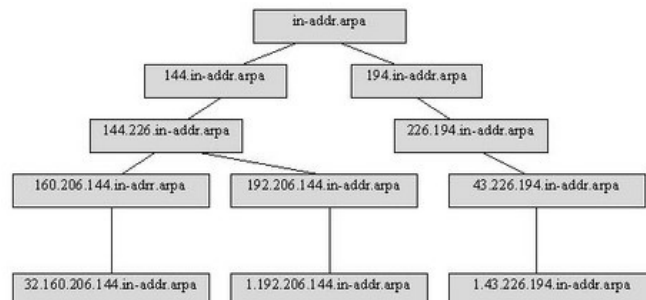 in-addr.arpa
144.in-addr.arpa
194.in-addr.arpa
144.226.in-addr.arpa
226.194.in-addr.arpa
160.206.144.in-adrr.arpa
192.206.144.in-addr.arpa
43.226.194.in-addr.arpa
32.160.206.144.in-addr.arpa
1.192.206.144.in-addr.arpa
1.43.226.194.in-addr.arpa